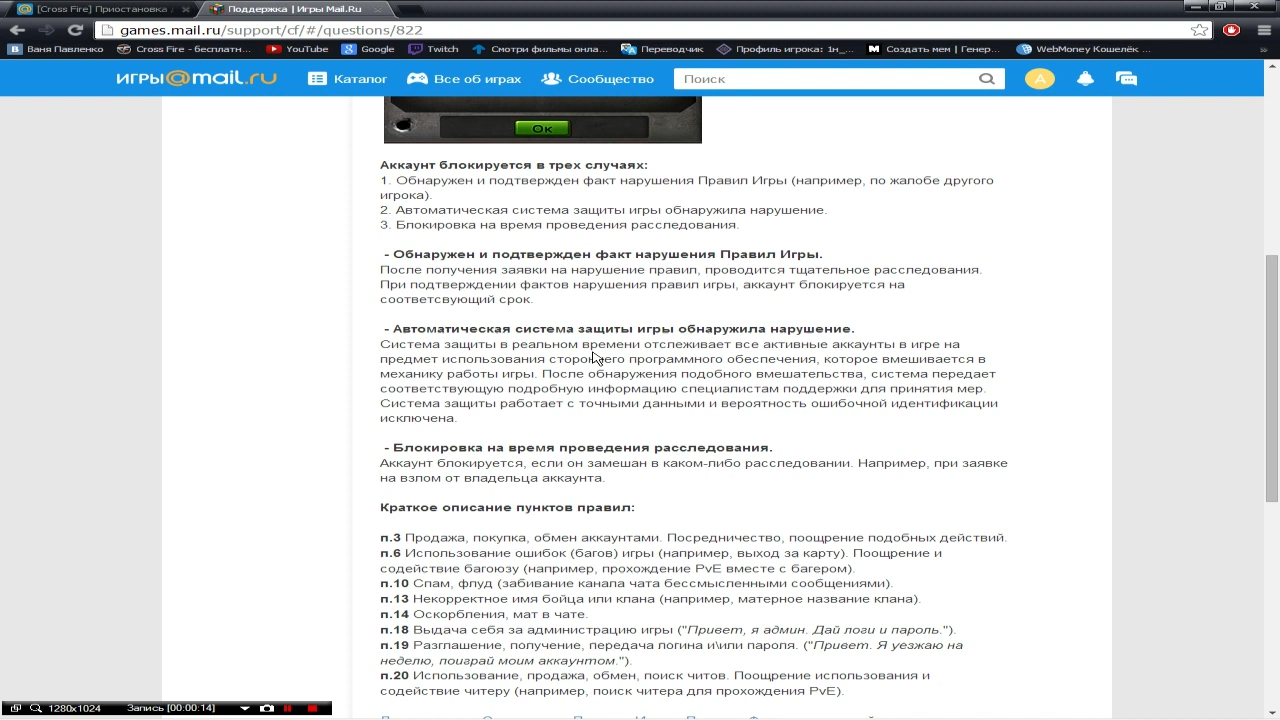 [Cross Fire] Приостановка
Поддержка | Игры Mail.Ru
games.mail.ru/support/cf/#/questions/822
Ваня Павленко
Cross Fire - бесплатн...
YouTube
Google
Twitch
Смотри фильмы онла...
Переводчик
Профиль игрока: 1н_...
Создать мем | Генер...
WebMoney Кошелёк ...
игры@mail.ru
Каталог
Все об играх
Сообщество
Поиск
А
Ок
Аккаунт блокируется в трех случаях:
1. Обнаружен и подтвержден факт нарушения Правил Игры (например, по жалобе другого
игрока).
2. Автоматическая система защиты игры обнаружила нарушение.
3. Блокировка на время проведения расследования.
- Обнаружен и подтвержден факт нарушения Правил Игры.
После получения заявки на нарушение правил, проводится тщательное расследования.
При подтверждении фактов нарушения правил игры, аккаунт блокируется на
соответсвующий срок.
- Автоматическая система защиты игры обнаружила нарушение.
Система защиты в реальном времени отслеживает все активные аккаунты в игре на
предмет использования стороннего программного обеспечения, которое вмешивается в
механику работы игры. После обнаружения подобного вмешательства, система передает
соответствующую подробную информацию специалистам поддержки для принятия мер.
Система защиты работает с точными данными и вероятность ошибочной идентификации
исключена.
- Блокировка на время проведения расследования.
Аккаунт блокируется, если он замешан в каком-либо расследовании. Например, при заявке
на взлом от владельца аккаунта.
Краткое описание пунктов правил:
п.3 Продажа, покупка, обмен аккаунтами. Посредничество, поощрение подобных действий.
п.6 Использование ошибок (багов) игры (например, выход за карту). Поощрение и
содействие багоюзу (например, прохождение PvE вместе с багером).
п.10 Спам, флуд (забивание канала чата бессмысленными сообщениями).
п.13 Некорректное имя бойца или клана (например, матерное название клана).
п.14 Оскорбления, мат в чате.
п.18 Выдача себя за администрацию игры ("Привет, я админ. Дай логи и пароль.").
п.19 Разглашение, получение, передача логина и\или пароля. ("Привет. Я уезжаю на
неделю, поиграй моим аккаунтом.").
п.20 Использование, продажа, обмен, поиск читов. Поощрение использования и
содействие читеру (например, поиск читера для прохождения PvE).
1280x1024
Запись [00:00:14]